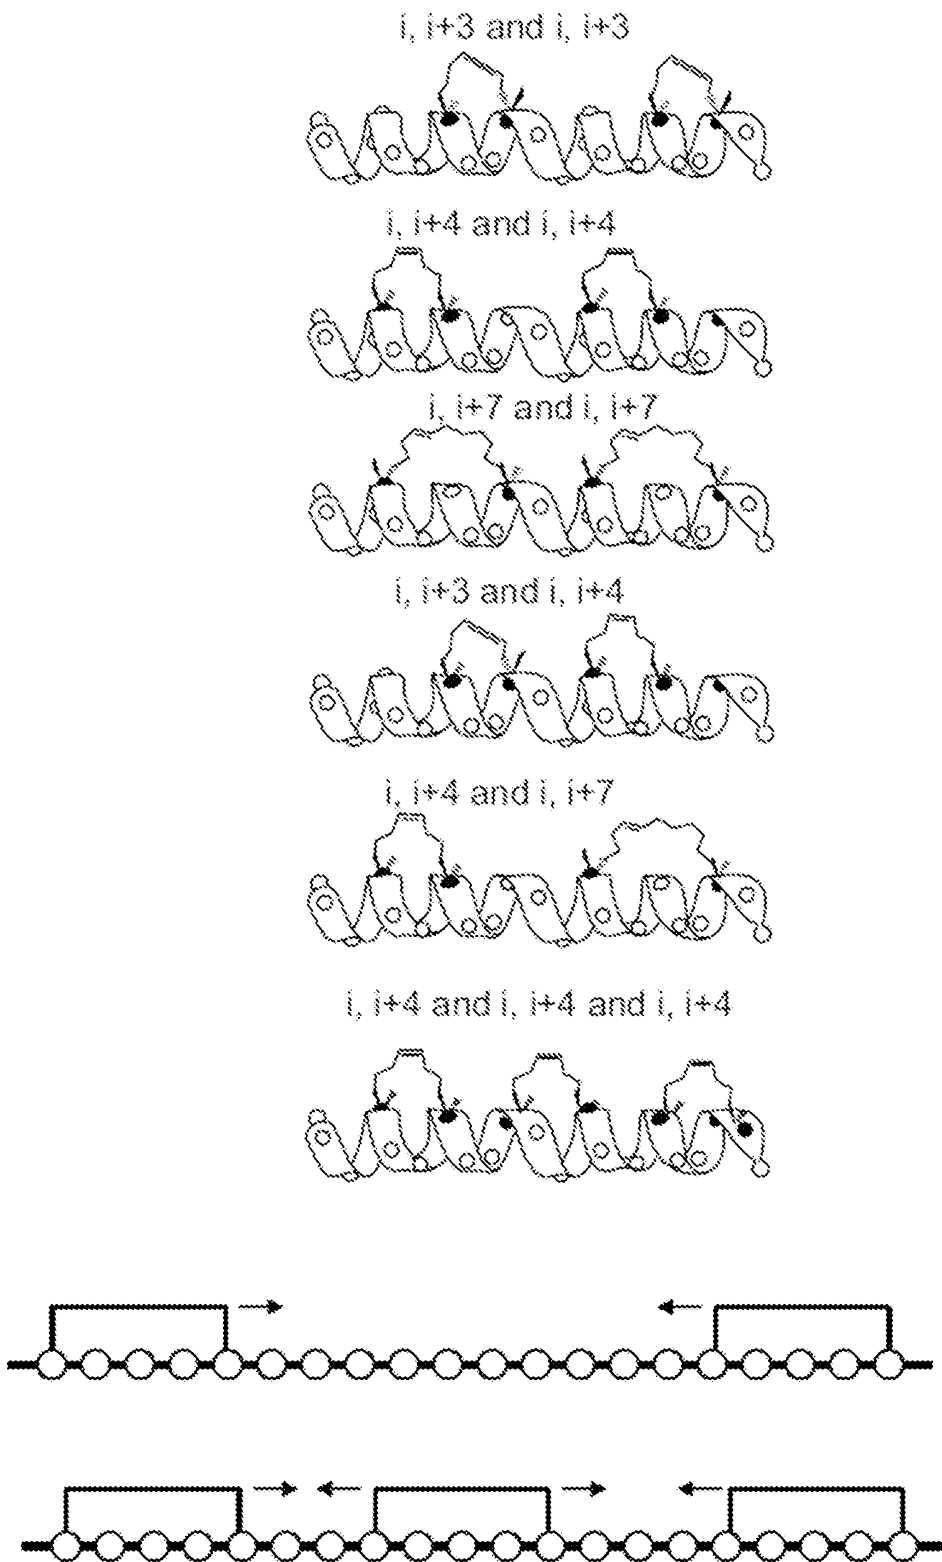 i, i+3 and i, i+3
i, i+4 and i, i+4
i, i+7 and i, i+7
i, i+3 and i, i+4
i, i+4 and i, i+7
i, i+4 and i, i+4 and i, i+4